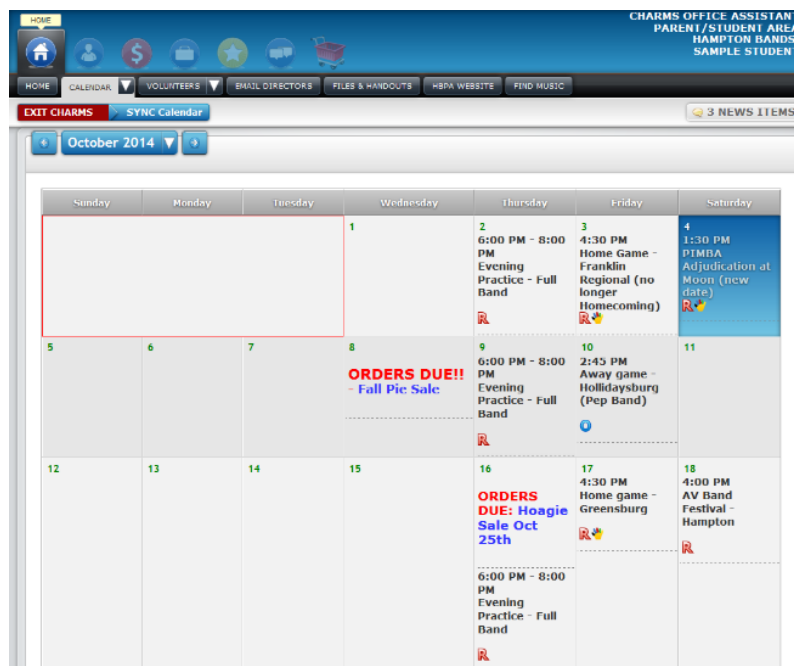 HOME
CHARMS OFFICE ASSISTAN
PARENT/STUDENT ARE
HAMPTON BANDS
SAMPLE STUDEN
HOME CALENDAR VOLUNTEERS EMAIL DIRECTORS FILES & HANDOUTS HBPA WEBSITE FIND MUSIC
EXIT CHARMS SYNC Calendar 3 NEWS ITEMS
October 2014
Sunday Monday Tuesday Wednesday Thursday Friday Saturday
1
2
6:00 PM - 8:00
PM
Evening
Practice - Full
Band
R
3
4:30 PM
Home Game -
Franklin
Regional (no
longer
Homecoming)
R
4
1:30 PM
PIMBA
Adjudication at
Moon (new
date)
R
5
6
7
8
ORDERS DUE!!
- Fall Pie Sale
9
6:00 PM - 8:00
PM
Evening
Practice - Full
Band
R
10
2:45 PM
Away game -
Hollidaysburg
(Pep Band)
O
11
12
13
14
15
16
ORDERS
DUE: Hoagie
Sale Oct
25th
6:00 PM - 8:00
PM
Evening
Practice - Full
Band
R
17
4:30 PM
Home game -
Greensburg
R
18
4:00 PM
AV Band
Festival -
Hampton
R